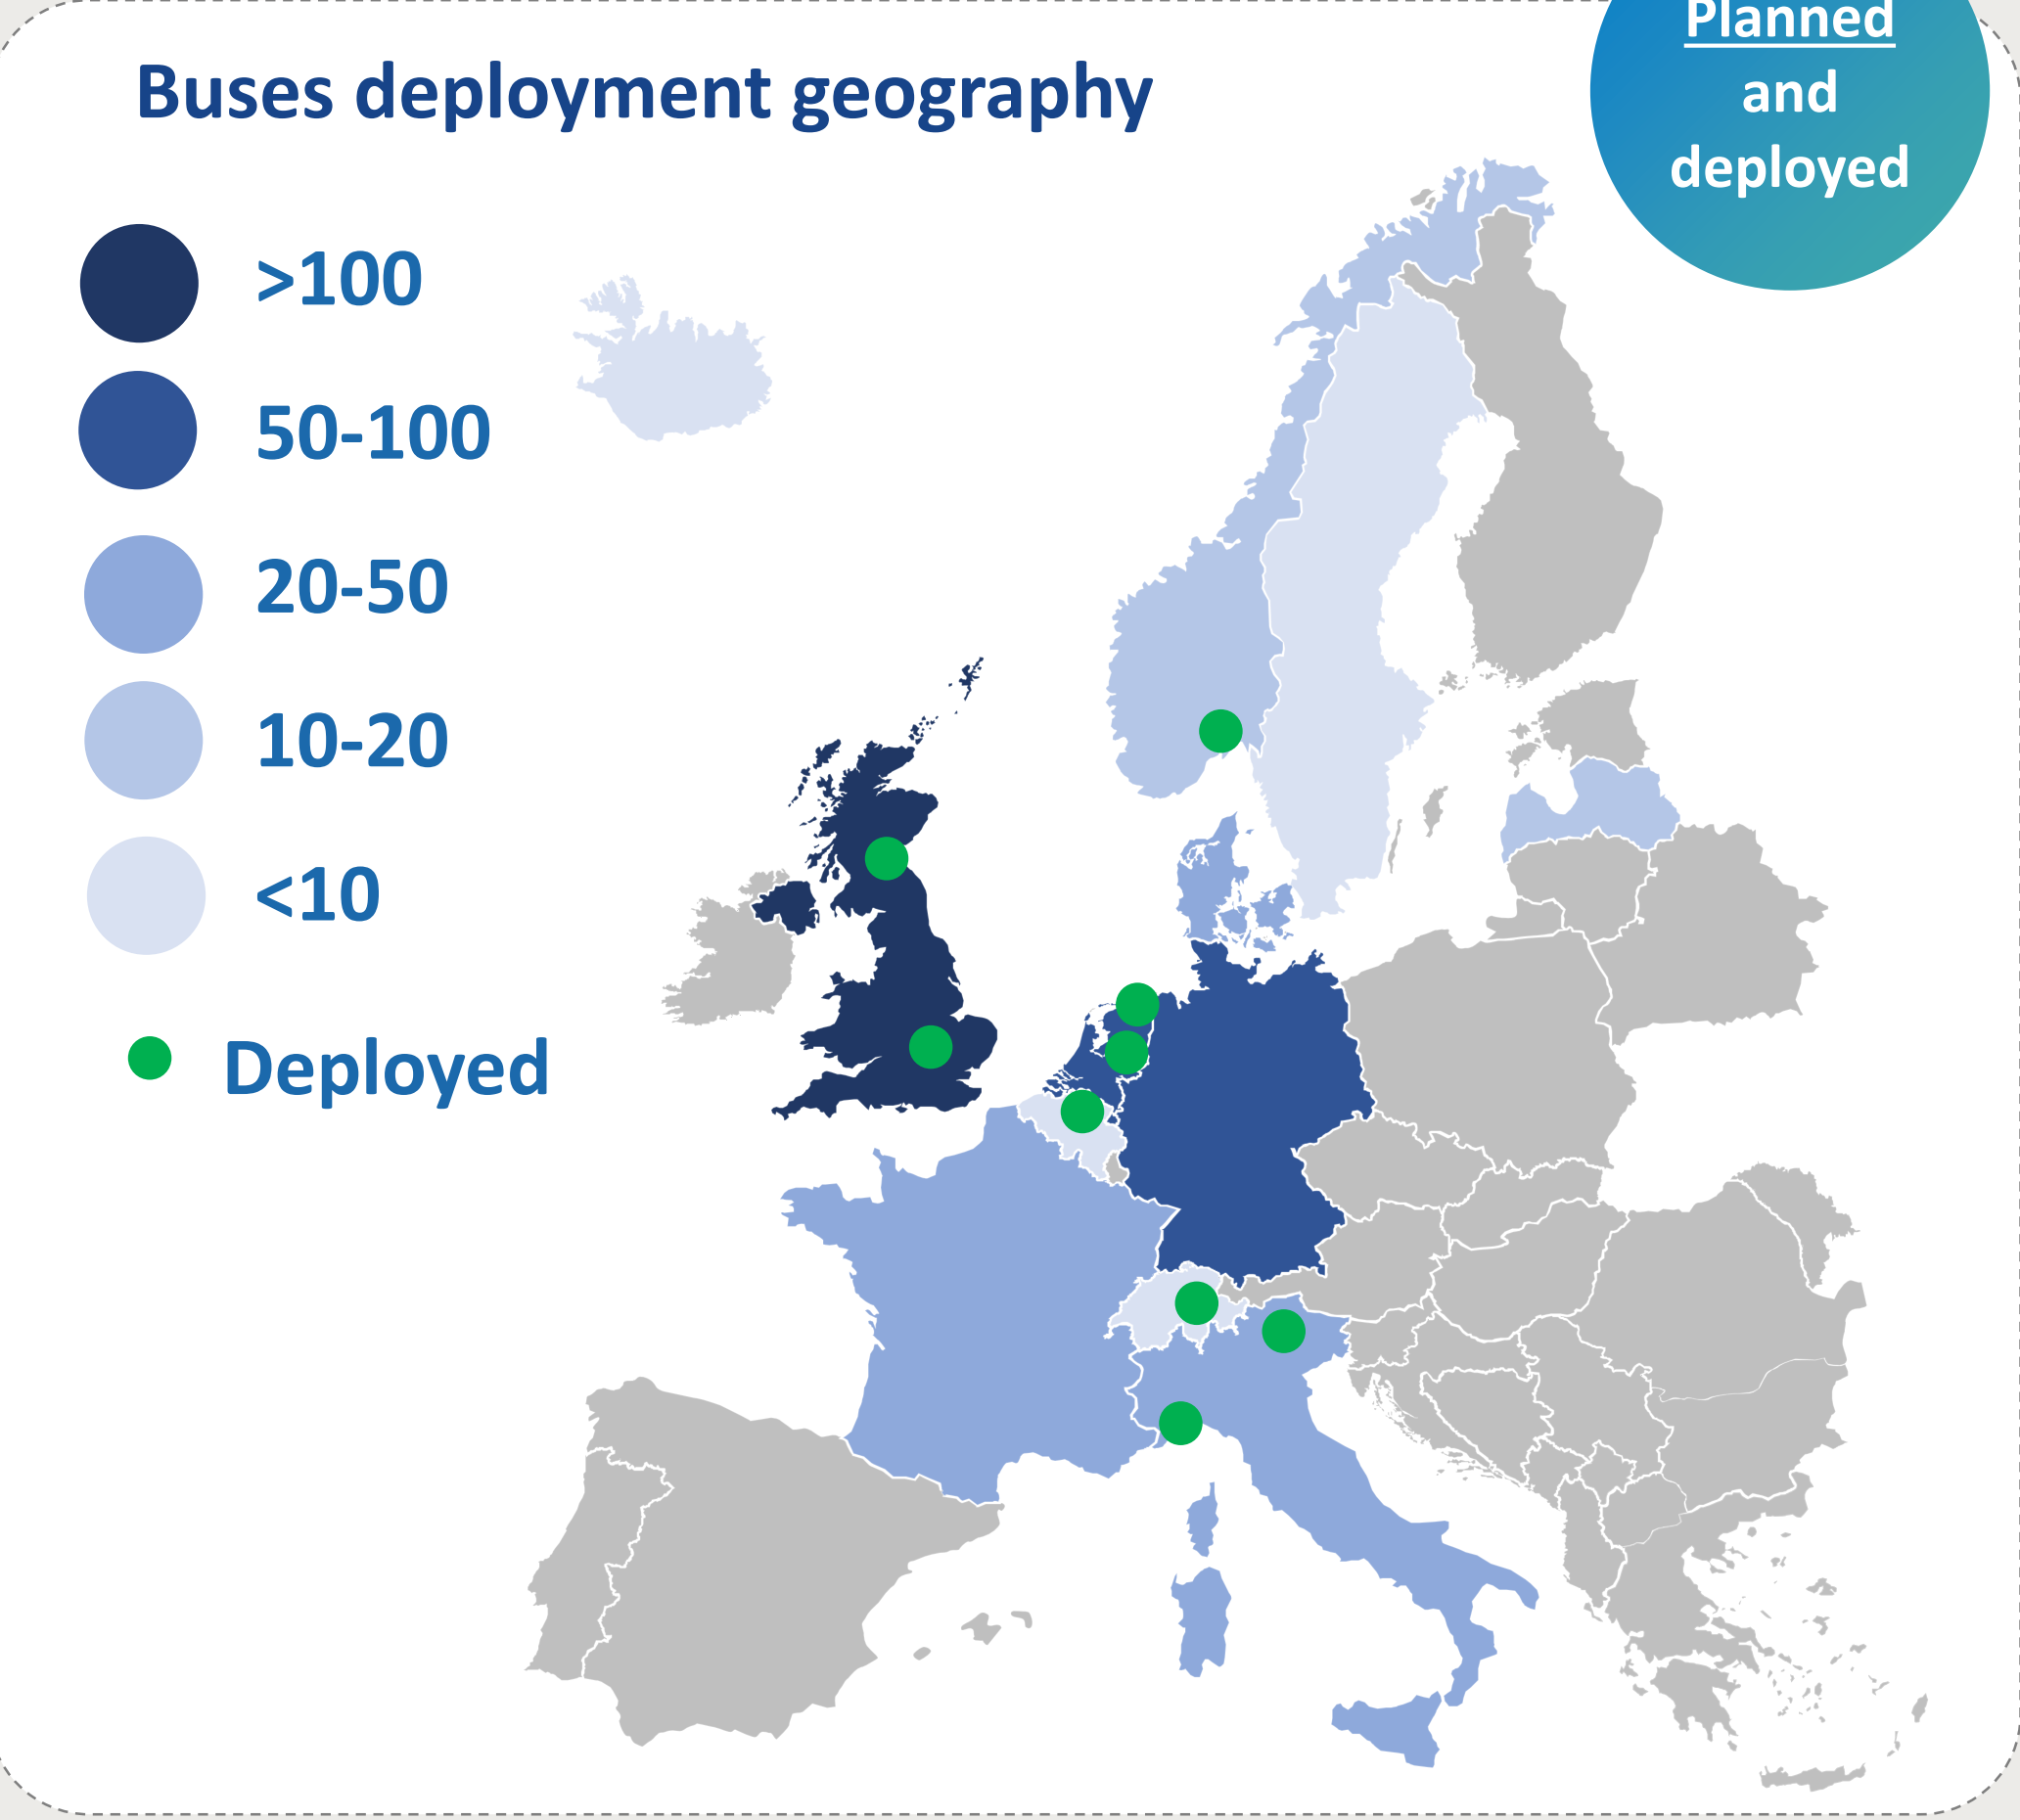 Planned
and
deployed
Buses deployment geography
>100
50-100
20-50
10-20
<10
Deployed